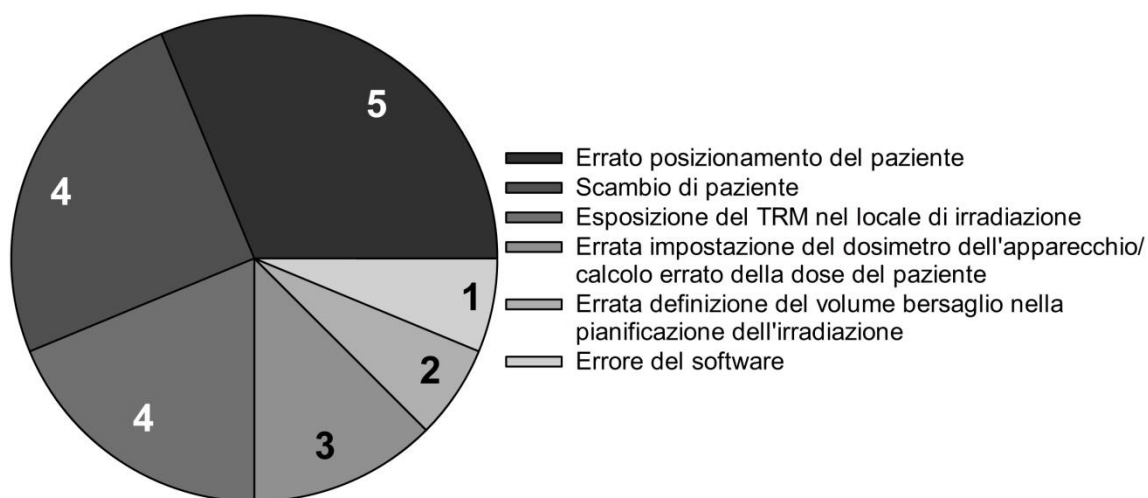 5
4
4
3
2
1
Errato posizionamento del paziente
Scambio di paziente
Esposizione del TRM nel locale di irradiazione
Errata impostazione del dosimetro dell'apparecchio/
calcolo errato della dose del paziente
Errata definizione del volume bersaglio nella
pianificazione dell'irradiazione
Errore del software